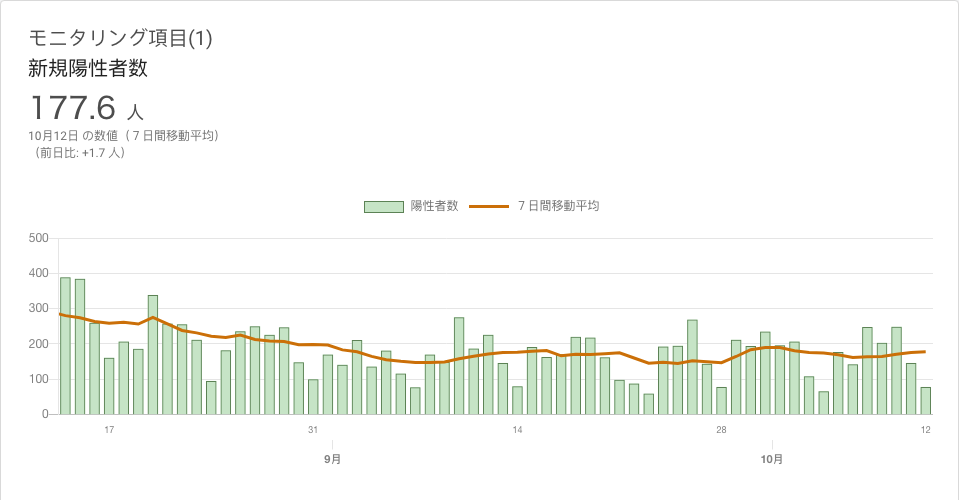 モニタリング項目(1)
新規陽性者数
177.6 人
10月12日 の数値（７日間移動平均）
（前日比: +1.7 人）
陽性者数 ７日間移動平均
500
400
300
200
100
0
17 31 14 28 12
9月 10月